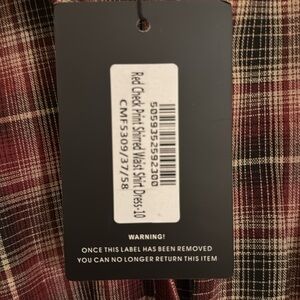 5059352592300
Red Check Print Shirred Waist Shirt Dress- 10
CMF5309/37/58
WARNING!
ONCE THIS LABEL HAS BEEN REMOVED
YOU CAN NO LONGER RETURN THIS ITEM